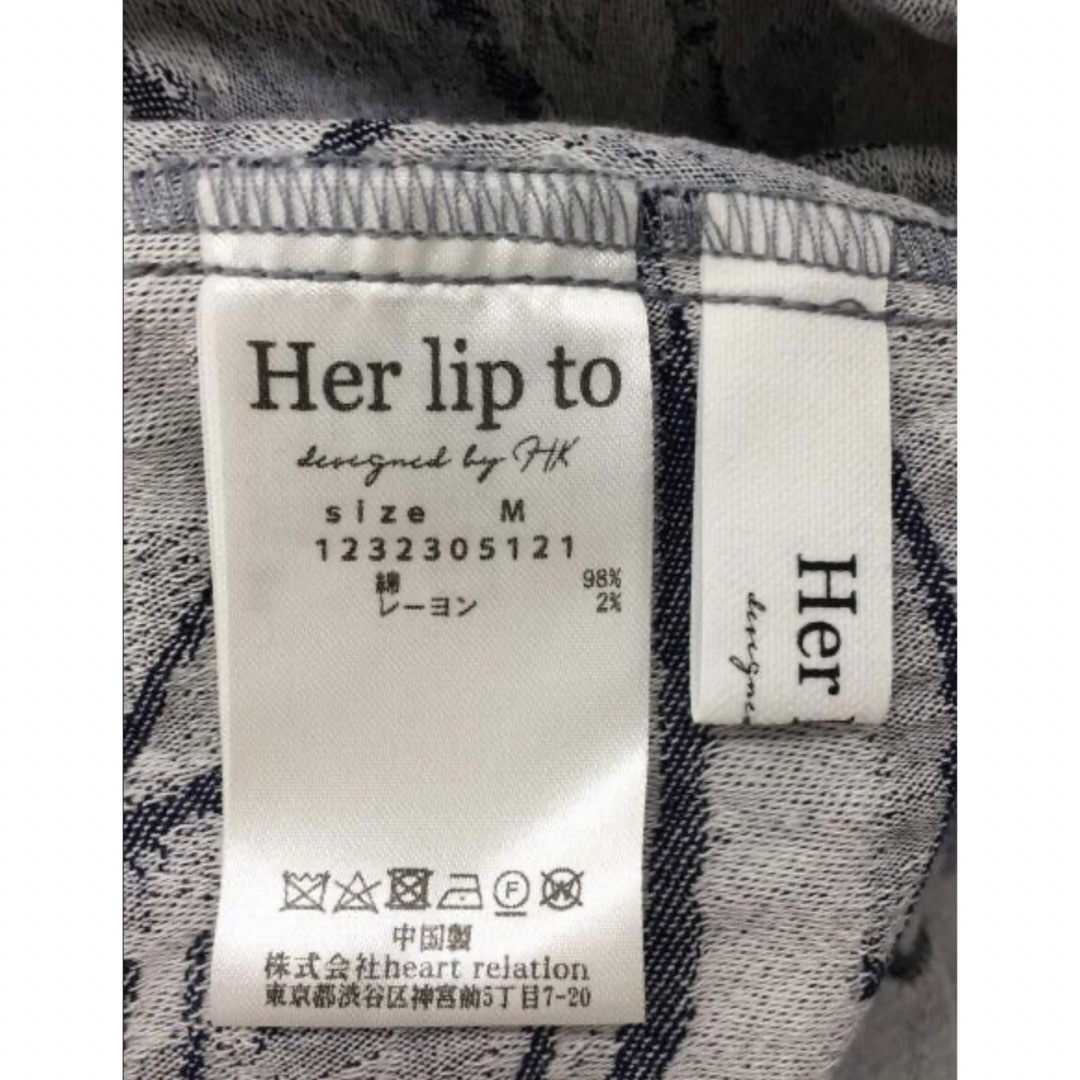 Her lip to
designed by HK
size M
1232305121
綿 98%
レーヨン 2%
中国製
株式会社heart relation
東京都渋谷区神宮前5丁目7-20
Her
designe